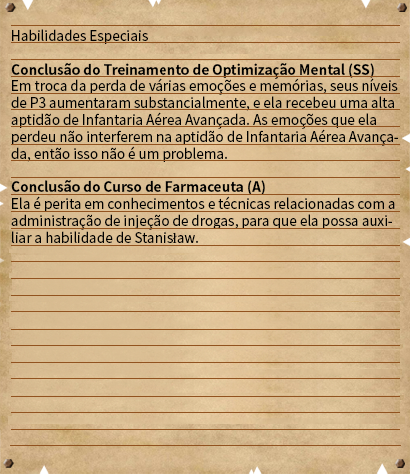 Habilidades Especiais
Conclusão do Treinamento de Optimização Mental (SS)
Em troca da perda de várias emoções e memórias, seus níveis
de P3 aumentaram substancialmente, e ela recebeu uma alta
aptidão de Infantaria Aérea Avançada. As emoções que ela
perdeu não interferem na aptidão de Infantaria Aérea Avança-
da, então isso não é um problema.
Conclusão do Curso de Farmaceuta (A)
Ela é perita em conhecimentos e técnicas relacionadas com a
administração de injeção de drogas, para que ela possa auxi-
liar a habilidade de Stanisław.